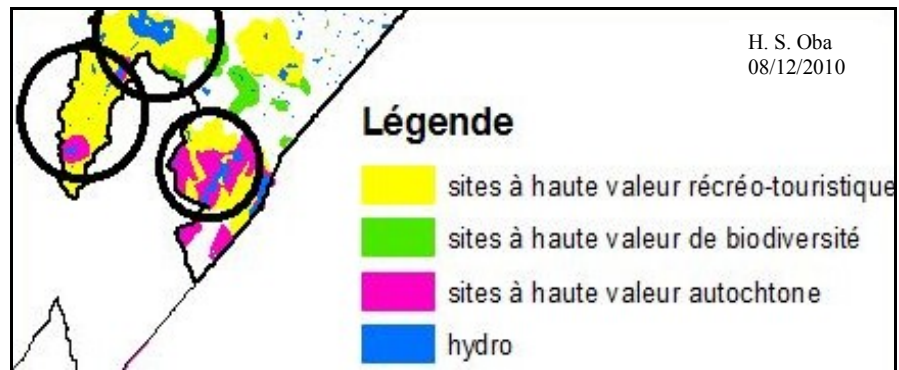 H. S. Oba
08/12/2010
Légende
sites à haute valeur récréo-touristique
sites à haute valeur de biodiversité
sites à haute valeur autochtone
hydro